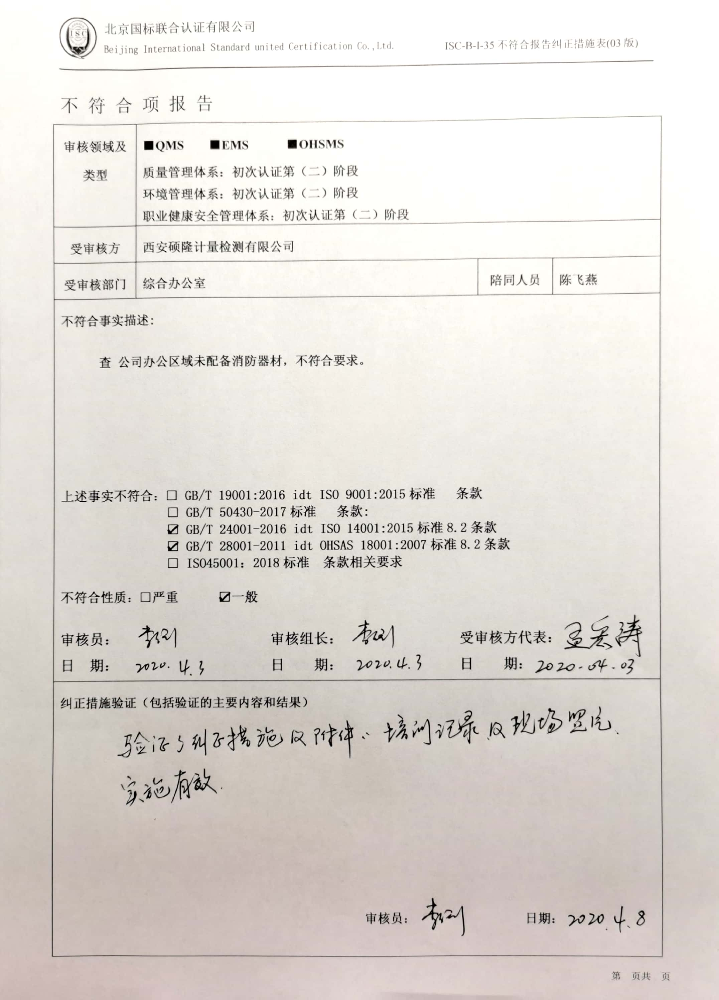 ISC
北京国标联合认证有限公司
Beijing International Standard united Certification Co.,Ltd.
ISC-B-I-35 不符合报告纠正措施表(03 版)
不符合项报告
审核领域及
类型
■QMS ■EMS ■OHSMS
质量管理体系：初次认证第（二）阶段
环境管理体系：初次认证第（二）阶段
职业健康安全管理体系：初次认证第（二）阶段
受审核方 西安硕隆计量检测有限公司
受审核部门 综合办公室 陪同人员 陈飞燕
不符合事实描述：
查 公司办公区域未配备消防器材，不符合要求。
上述事实不符合：□ GB/T 19001:2016 idt ISO 9001:2015 标准 条款
□ GB/T 50430-2017 标准 条款：
☑ GB/T 24001-2016 idt ISO 14001:2015 标准 8.2 条款
☑ GB/T 28001-2011 idt OHSAS 18001:2007 标准 8.2 条款
□ ISO45001：2018 标准 条款相关要求
不符合性质：□严重 ☑一般
审核员： 审核组长： 受审核方代表：
日 期： 2020.4.3 日 期： 2020.4.3 日 期：2020-04.03
纠正措施验证（包括验证的主要内容和结果）
验证了纠正措施及附件、培训记录及现场照片、
实施有效.
审核员： 日期：2020.4.8
第 页共 页